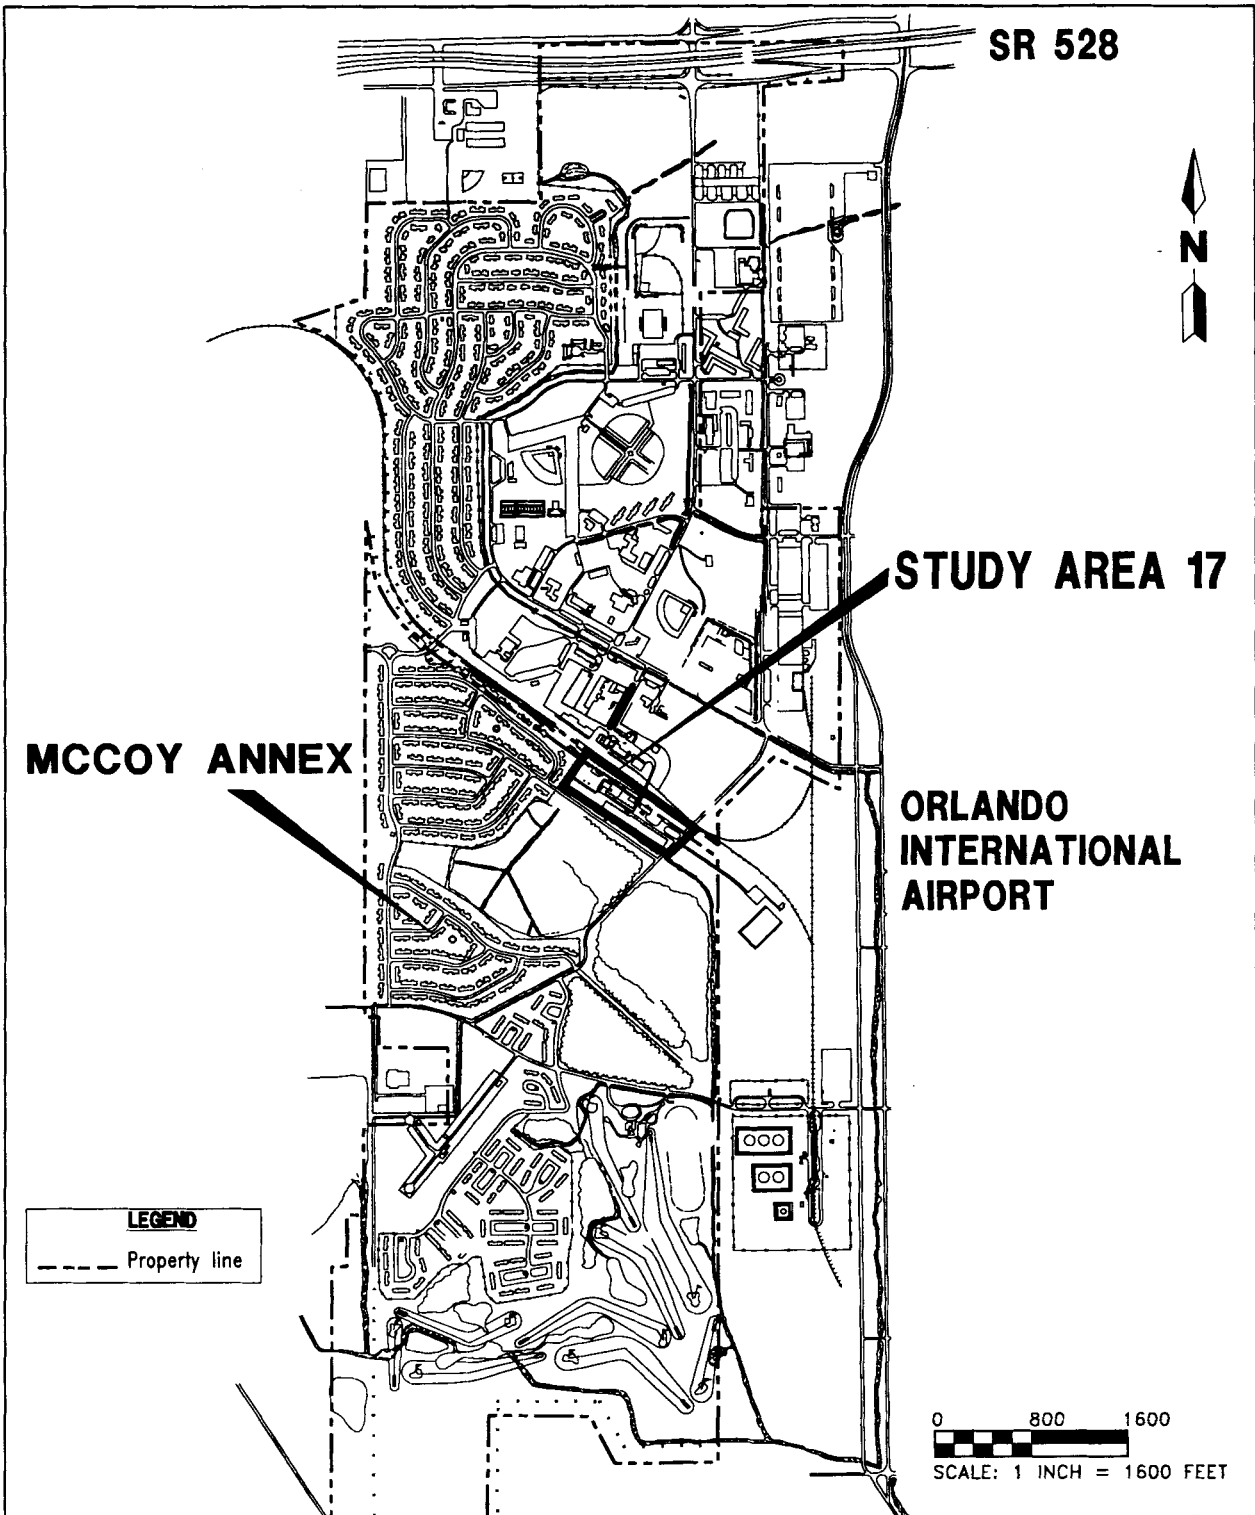 SR 528
N
STUDY AREA 17
MCCOY ANNEX
ORLANDO
INTERNATIONAL
AIRPORT
LEGEND
Property line
0 800 1600
SCALE: 1 INCH = 1600 FEET